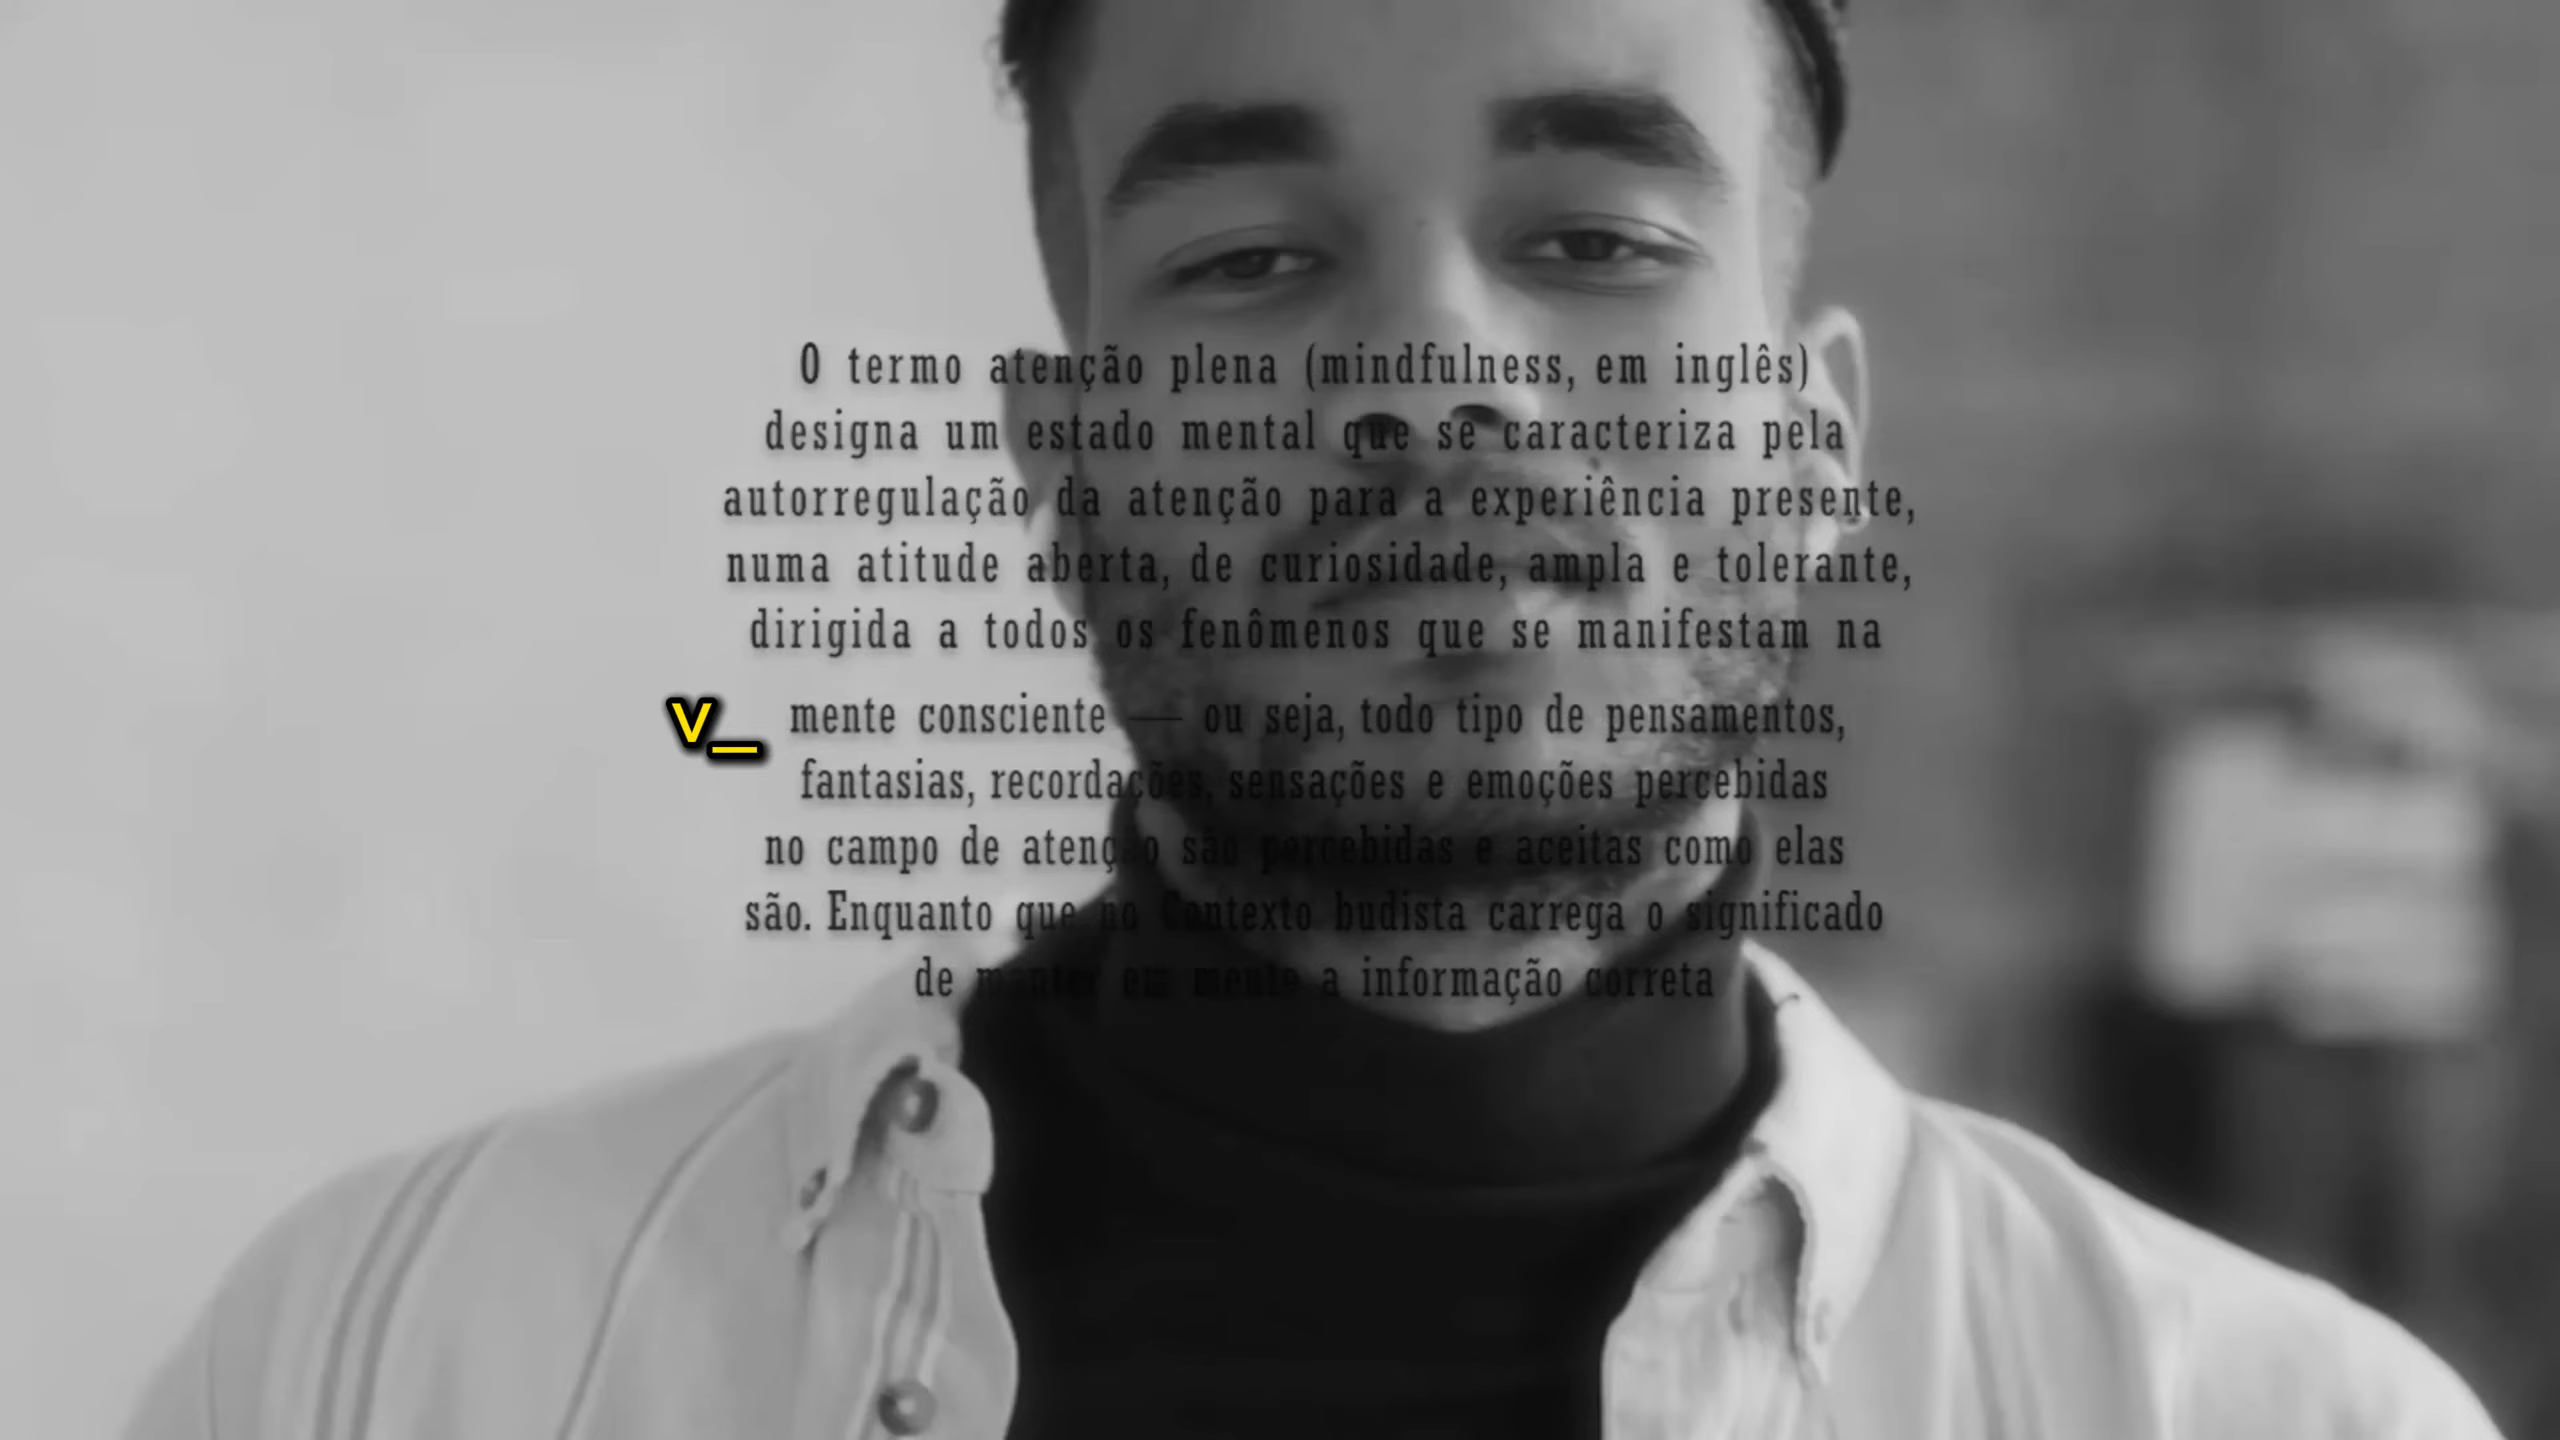 O termo atenção plena (mindfulness, em inglês)
designa um estado mental que se caracteriza pela
autorregulação da atenção para a experiência presente,
numa atitude aberta, de curiosidade, ampla e tolerante,
dirigida a todos os fenômenos que se manifestam na
V_ mente consciente — ou seja, todo tipo de pensamentos,
fantasias, recordações, sensações e emoções percebidas
no campo de atenção são percebidas e aceitas como elas
são. Enquanto que no Contexto budista carrega o significado
de manter em mente a informação correta